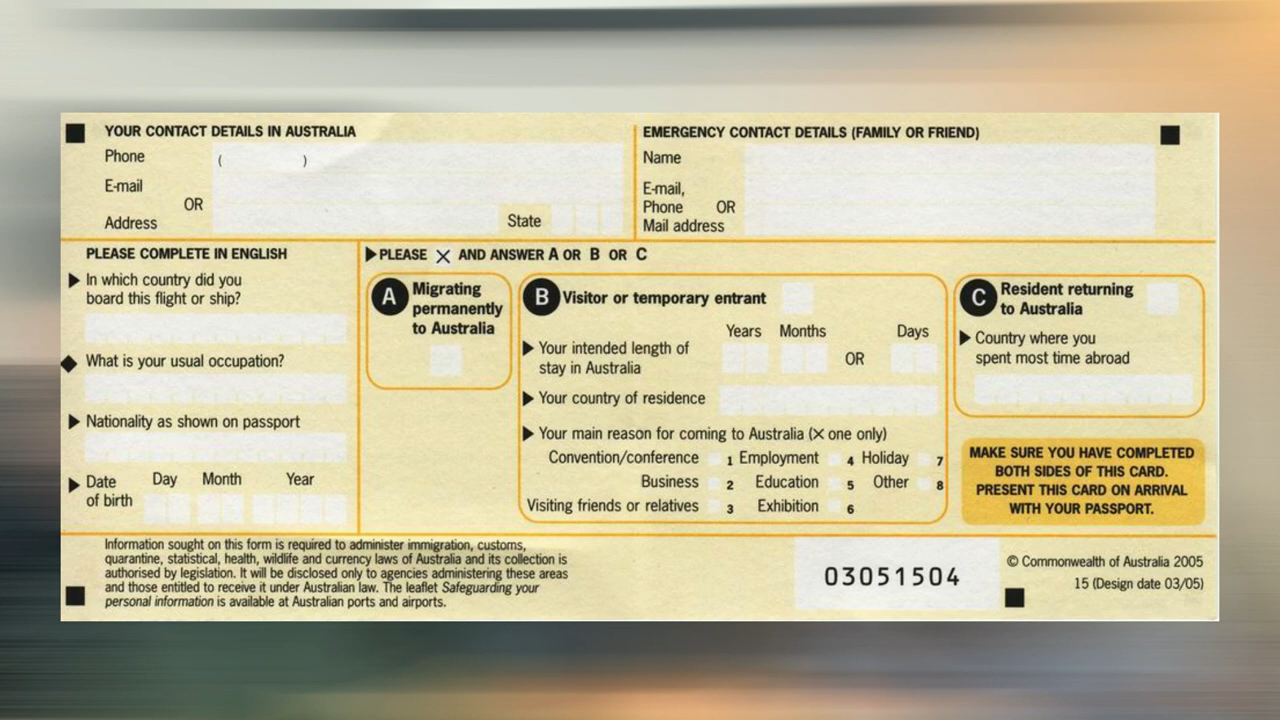 YOUR CONTACT DETAILS IN AUSTRALIA
Phone ( )
E-mail
OR
Address
State
EMERGENCY CONTACT DETAILS (FAMILY OR FRIEND)
Name
E-mail,
Phone OR
Mail address
PLEASE COMPLETE IN ENGLISH
In which country did you
board this flight or ship?
What is your usual occupation?
Nationality as shown on passport
Date
of birth
Day Month Year
PLEASE X AND ANSWER A OR B OR C
A Migrating
permanently
to Australia
B Visitor or temporary entrant
Years Months Days
Your intended length of
stay in Australia
OR
Your country of residence
Your main reason for coming to Australia (X one only)
Convention/conference 1 Employment 4 Holiday 7
Business 2 Education 5 Other 8
Visiting friends or relatives 3 Exhibition 6
C Resident returning
to Australia
Country where you
spent most time abroad
MAKE SURE YOU HAVE COMPLETED
BOTH SIDES OF THIS CARD.
PRESENT THIS CARD ON ARRIVAL
WITH YOUR PASSPORT.
Information sought on this form is required to administer immigration, customs,
quarantine, statistical, health, wildlife and currency laws of Australia and its collection is
authorised by legislation. It will be disclosed only to agencies administering these areas
and those entitled to receive it under Australian law. The leaflet Safeguarding your
personal information is available at Australian ports and airports.
03051504
© Commonwealth of Australia 2005
15 (Design date 03/05)